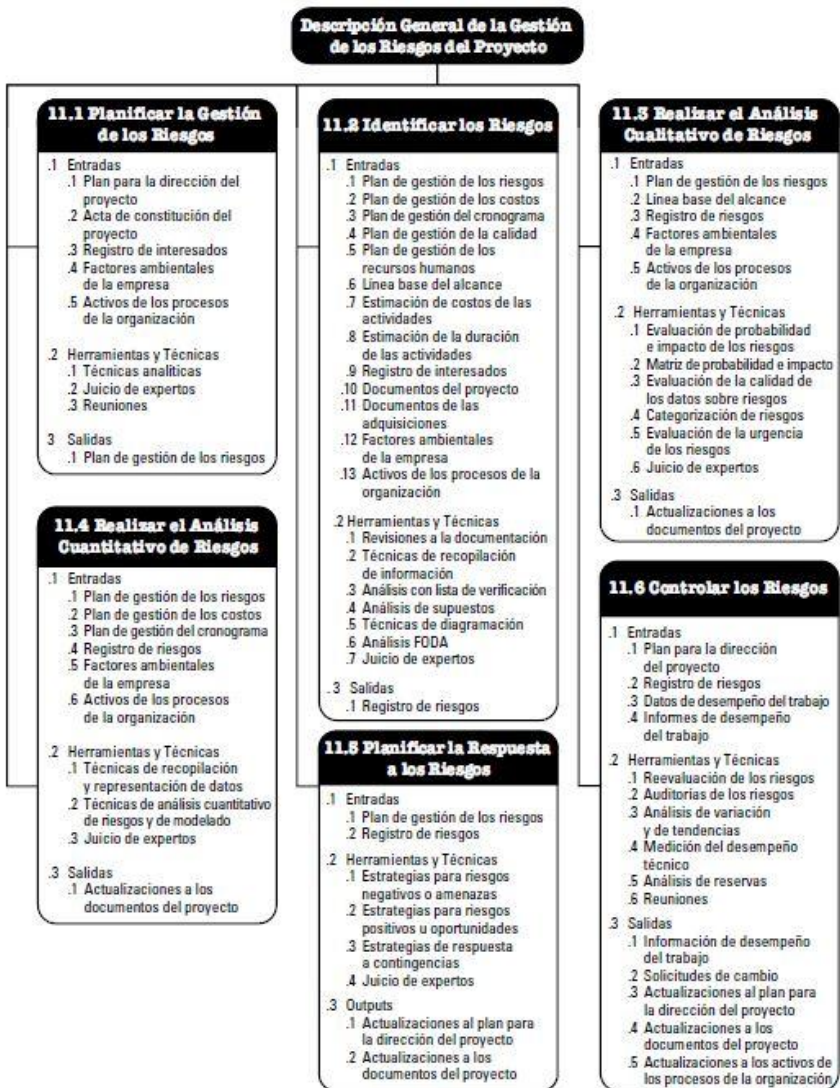 Descripción General de la Gestión
de los Riesgos del Proyecto
11.1 Planificar la Gestión
de los Riesgos
.1 Entradas
.1 Plan para la dirección del
proyecto
.2 Acta de constitución del
proyecto
.3 Registro de interesados
.4 Factores ambientales
de la empresa
.5 Activos de los procesos
de la organización
.2 Herramientas y Técnicas
.1 Técnicas analíticas
.2 Juicio de expertos
.3 Reuniones
3 Salidas
.1 Plan de gestión de los riesgos
11.2 Identificar los Riesgos
.1 Entradas
.1 Plan de gestión de los riesgos
.2 Plan de gestión de los costos
.3 Plan de gestión del cronograma
.4 Plan de gestión de la calidad
.5 Plan de gestión de los
recursos humanos
.6 Línea base del alcance
.7 Estimación de costos de las
actividades
.8 Estimación de la duración
de las actividades
.9 Registro de interesados
.10 Documentos del proyecto
.11 Documentos de las
adquisiciones
.12 Factores ambientales
de la empresa
.13 Activos de los procesos de la
organización
.2 Herramientas y Técnicas
.1 Revisiones a la documentación
.2 Técnicas de recopilación
de información
.3 Análisis con lista de verificación
.4 Análisis de supuestos
.5 Técnicas de diagramación
.6 Análisis FODA
.7 Juicio de expertos
.3 Salidas
.1 Registro de riesgos
11.3 Realizar el Análisis
Cualitativo de Riesgos
.1 Entradas
.1 Plan de gestión de los riesgos
.2 Línea base del alcance
.3 Registro de riesgos
.4 Factores ambientales
de la empresa
.5 Activos de los procesos
de la organización
.2 Herramientas y Técnicas
.1 Evaluación de probabilidad
e impacto de los riesgos
.2 Matriz de probabilidad e impacto
.3 Evaluación de la calidad de
los datos sobre riesgos
.4 Categorización de riesgos
.5 Evaluación de la urgencia
de los riesgos
.6 Juicio de expertos
.3 Salidas
.1 Actualizaciones a los
documentos del proyecto
11.4 Realizar el Análisis
Cuantitativo de Riesgos
.1 Entradas
.1 Plan de gestión de los riesgos
.2 Plan de gestión de los costos
.3 Plan de gestión del cronograma
.4 Registro de riesgos
.5 Factores ambientales
de la empresa
.6 Activos de los procesos
de la organización
.2 Herramientas y Técnicas
.1 Técnicas de recopilación
y representación de datos
.2 Técnicas de análisis cuantitativo
de riesgos y de modelado
.3 Juicio de expertos
.3 Salidas
.1 Actualizaciones a los
documentos del proyecto
11.5 Planificar la Respuesta
a los Riesgos
.1 Entradas
.1 Plan de gestión de los riesgos
.2 Registro de riesgos
.2 Herramientas y Técnicas
.1 Estrategias para riesgos
negativos o amenazas
.2 Estrategias para riesgos
positivos u oportunidades
.3 Estrategias de respuesta
a contingencias
.4 Juicio de expertos
.3 Outputs
.1 Actualizaciones al plan para
la dirección del proyecto
.2 Actualizaciones a los
documentos del proyecto
11.6 Controlar los Riesgos
.1 Entradas
.1 Plan para la dirección
del proyecto
.2 Registro de riesgos
.3 Datos de desempeño del trabajo
.4 Informes de desempeño
del trabajo
.2 Herramientas y Técnicas
.1 Reevaluación de los riesgos
.2 Auditorías de los riesgos
.3 Análisis de variación
y de tendencias
.4 Medición del desempeño
técnico
.5 Análisis de reservas
.6 Reuniones
.3 Salidas
.1 Información de desempeño
del trabajo
.2 Solicitudes de cambio
.3 Actualizaciones al plan para
la dirección del proyecto
.4 Actualizaciones a los
documentos del proyecto
.5 Actualizaciones a los activos de
los procesos de la organización